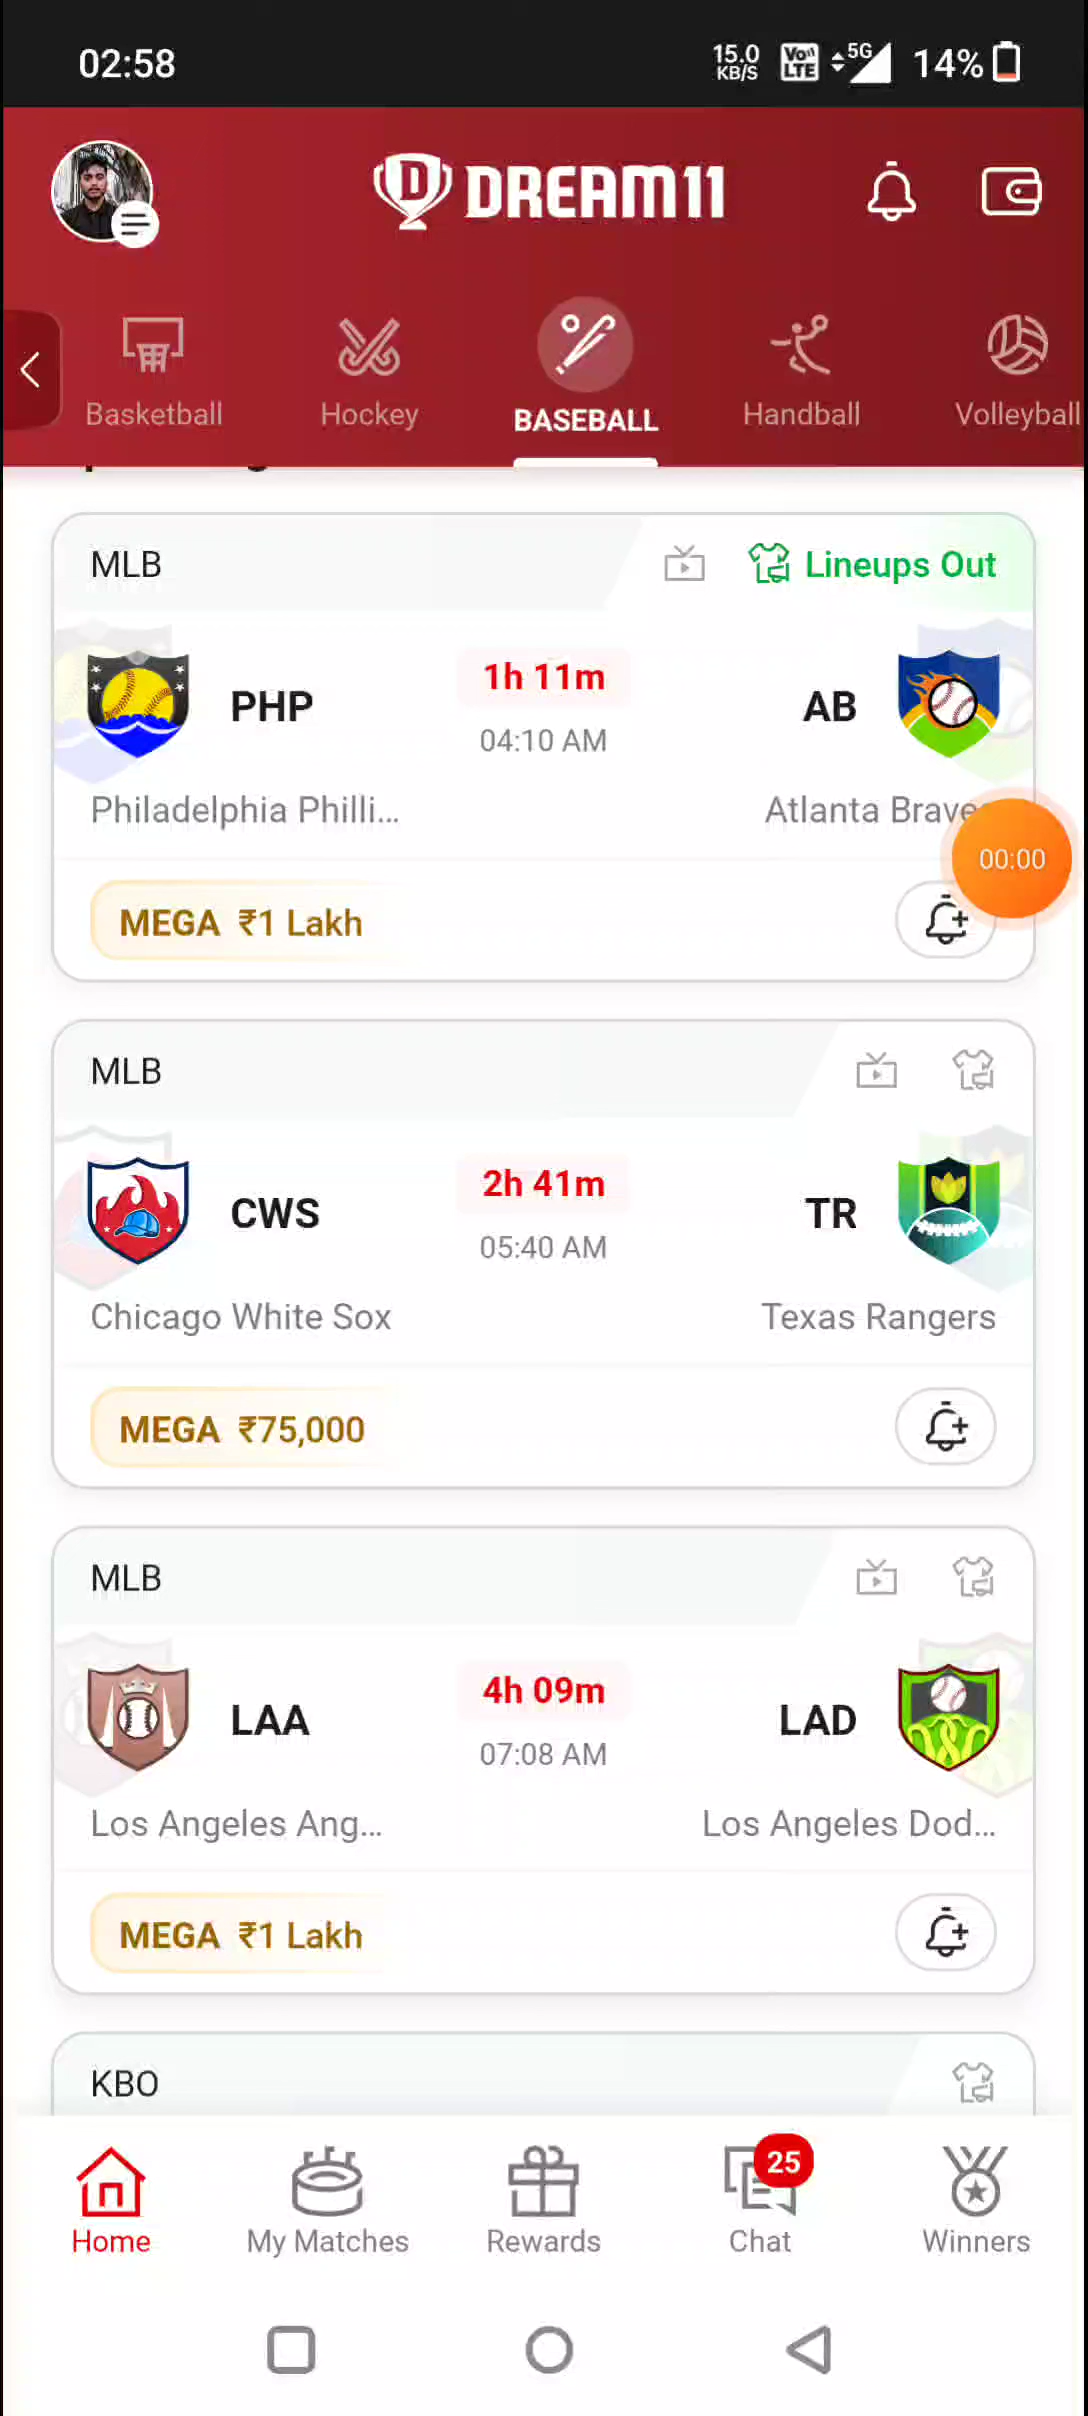 02:58
15.0 KB/S Vo LTE 5G 14%
DREAM11
Basketball Hockey BASEBALL Handball Volleyball
MLB Lineups Out
PHP 1h 11m AB
04:10 AM
Philadelphia Philli... Atlanta Brave
00:00
MEGA ₹1 Lakh
MLB
CWS 2h 41m TR
05:40 AM
Chicago White Sox Texas Rangers
MEGA ₹75,000
MLB
LAA 4h 09m LAD
07:08 AM
Los Angeles Ang... Los Angeles Dod...
MEGA ₹1 Lakh
KBO
25
Home My Matches Rewards Chat Winners